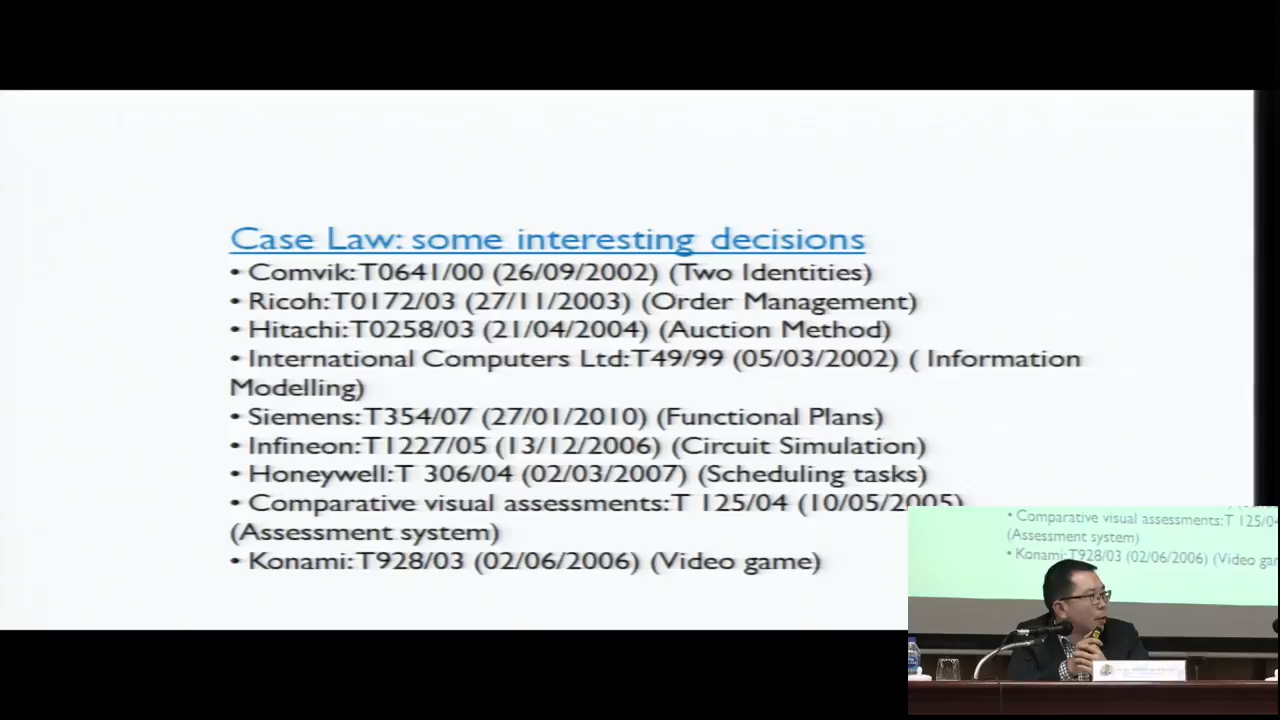 Case Law: some interesting decisions
• Comvik: T0641/00 (26/09/2002) (Two Identities)
• Ricoh: T0172/03 (27/11/2003) (Order Management)
• Hitachi: T0258/03 (21/04/2004) (Auction Method)
• International Computers Ltd: T49/99 (05/03/2002) ( Information
Modelling)
• Siemens: T354/07 (27/01/2010) (Functional Plans)
• Infineon: T1227/05 (13/12/2006) (Circuit Simulation)
• Honeywell: T 306/04 (02/03/2007) (Scheduling tasks)
• Comparative visual assessments: T 125/04 (10/05/2005)
(Assessment system)
• Konami: T928/03 (02/06/2006) (Video game)
• Comparative visual assessments: T 125/04
(Assessment system)
• Konami: T928/03 (02/06/2006) (Video gam